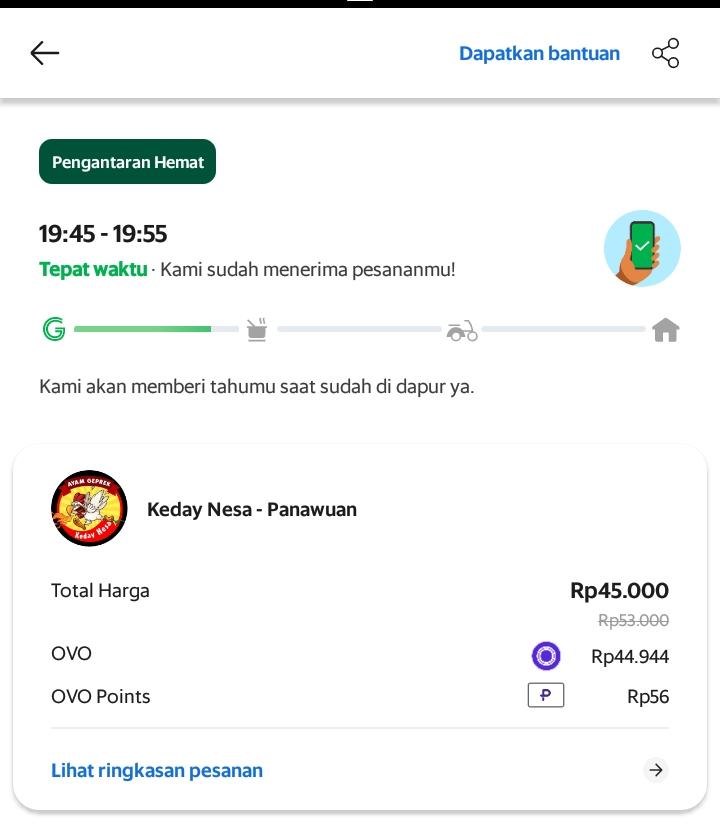 Dapatkan bantuan
Pengantaran Hemat
19:45 - 19:55
Tepat waktu · Kami sudah menerima pesananmu!
Kami akan memberi tahumu saat sudah di dapur ya.
AYAM GEPREK
Keday Nesa
Keday Nesa - Panawuan
Total Harga Rp45.000
Rp53.000
OVO Rp44.944
OVO Points P Rp56
Lihat ringkasan pesanan